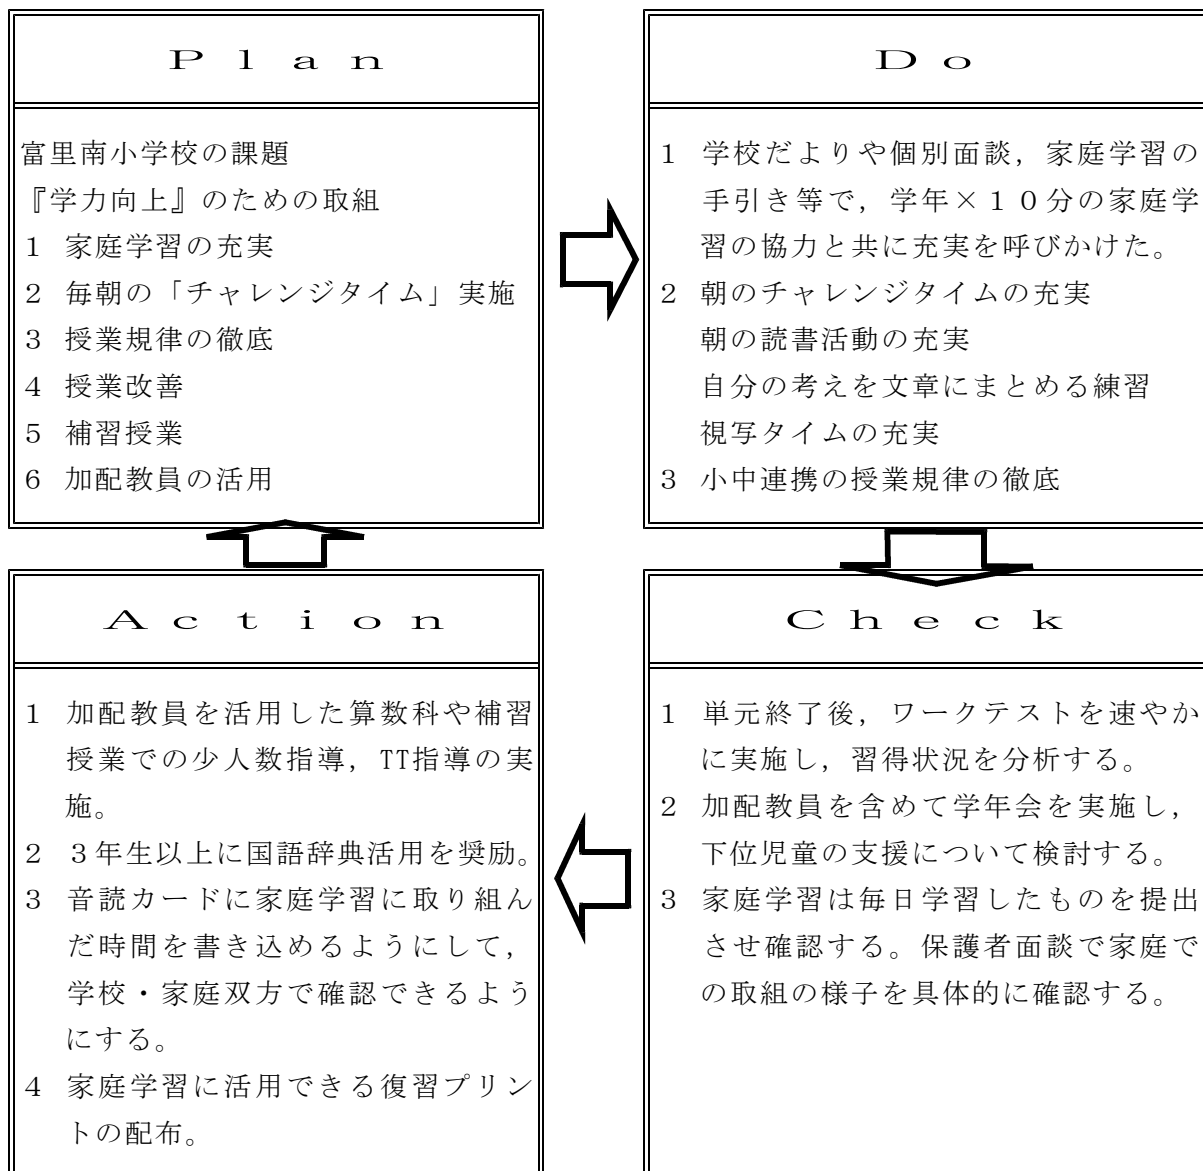 Plan
富里南小学校の課題
『学力向上』のための取組
１ 家庭学習の充実
２ 毎朝の「チャレンジタイム」実施
３ 授業規律の徹底
４ 授業改善
５ 補習授業
６ 加配教員の活用
Do
１ 学校だよりや個別面談，家庭学習の
手引き等で，学年×１０分の家庭学
習の協力と共に充実を呼びかけた。
２ 朝のチャレンジタイムの充実
朝の読書活動の充実
自分の考えを文章にまとめる練習
視写タイムの充実
３ 小中連携の授業規律の徹底
Action
１ 加配教員を活用した算数科や補習
授業での少人数指導，TT指導の実
施。
２ ３年生以上に国語辞典活用を奨励。
３ 音読カードに家庭学習に取り組ん
だ時間を書き込めるようにして，
学校・家庭双方で確認できるよう
にする。
４ 家庭学習に活用できる復習プリン
トの配布。
Check
１ 単元終了後，ワークテストを速やか
に実施し，習得状況を分析する。
２ 加配教員を含めて学年会を実施し，
下位児童の支援について検討する。
３ 家庭学習は毎日学習したものを提出
させ確認する。保護者面談で家庭で
の取組の様子を具体的に確認する。